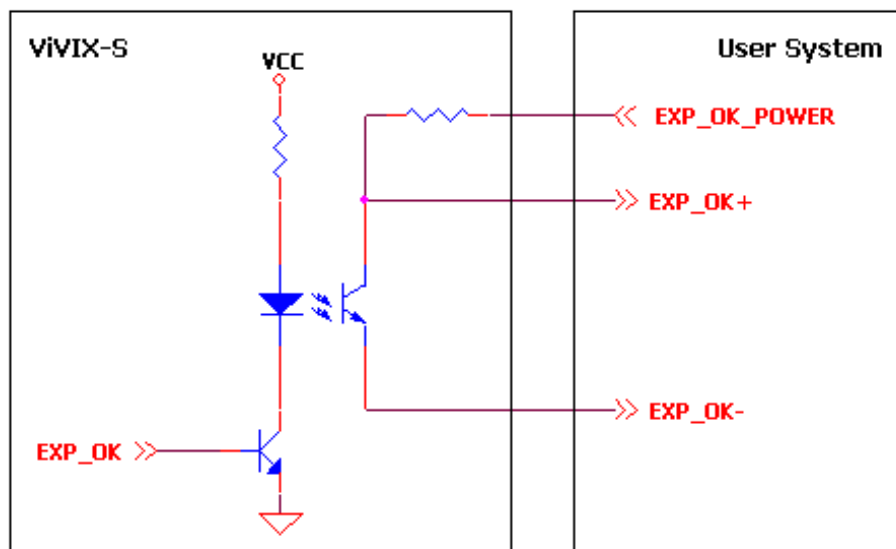 ViVIX-S
User System
VCC
EXP_OK_POWER
EXP_OK+
EXP_OK-
EXP_OK